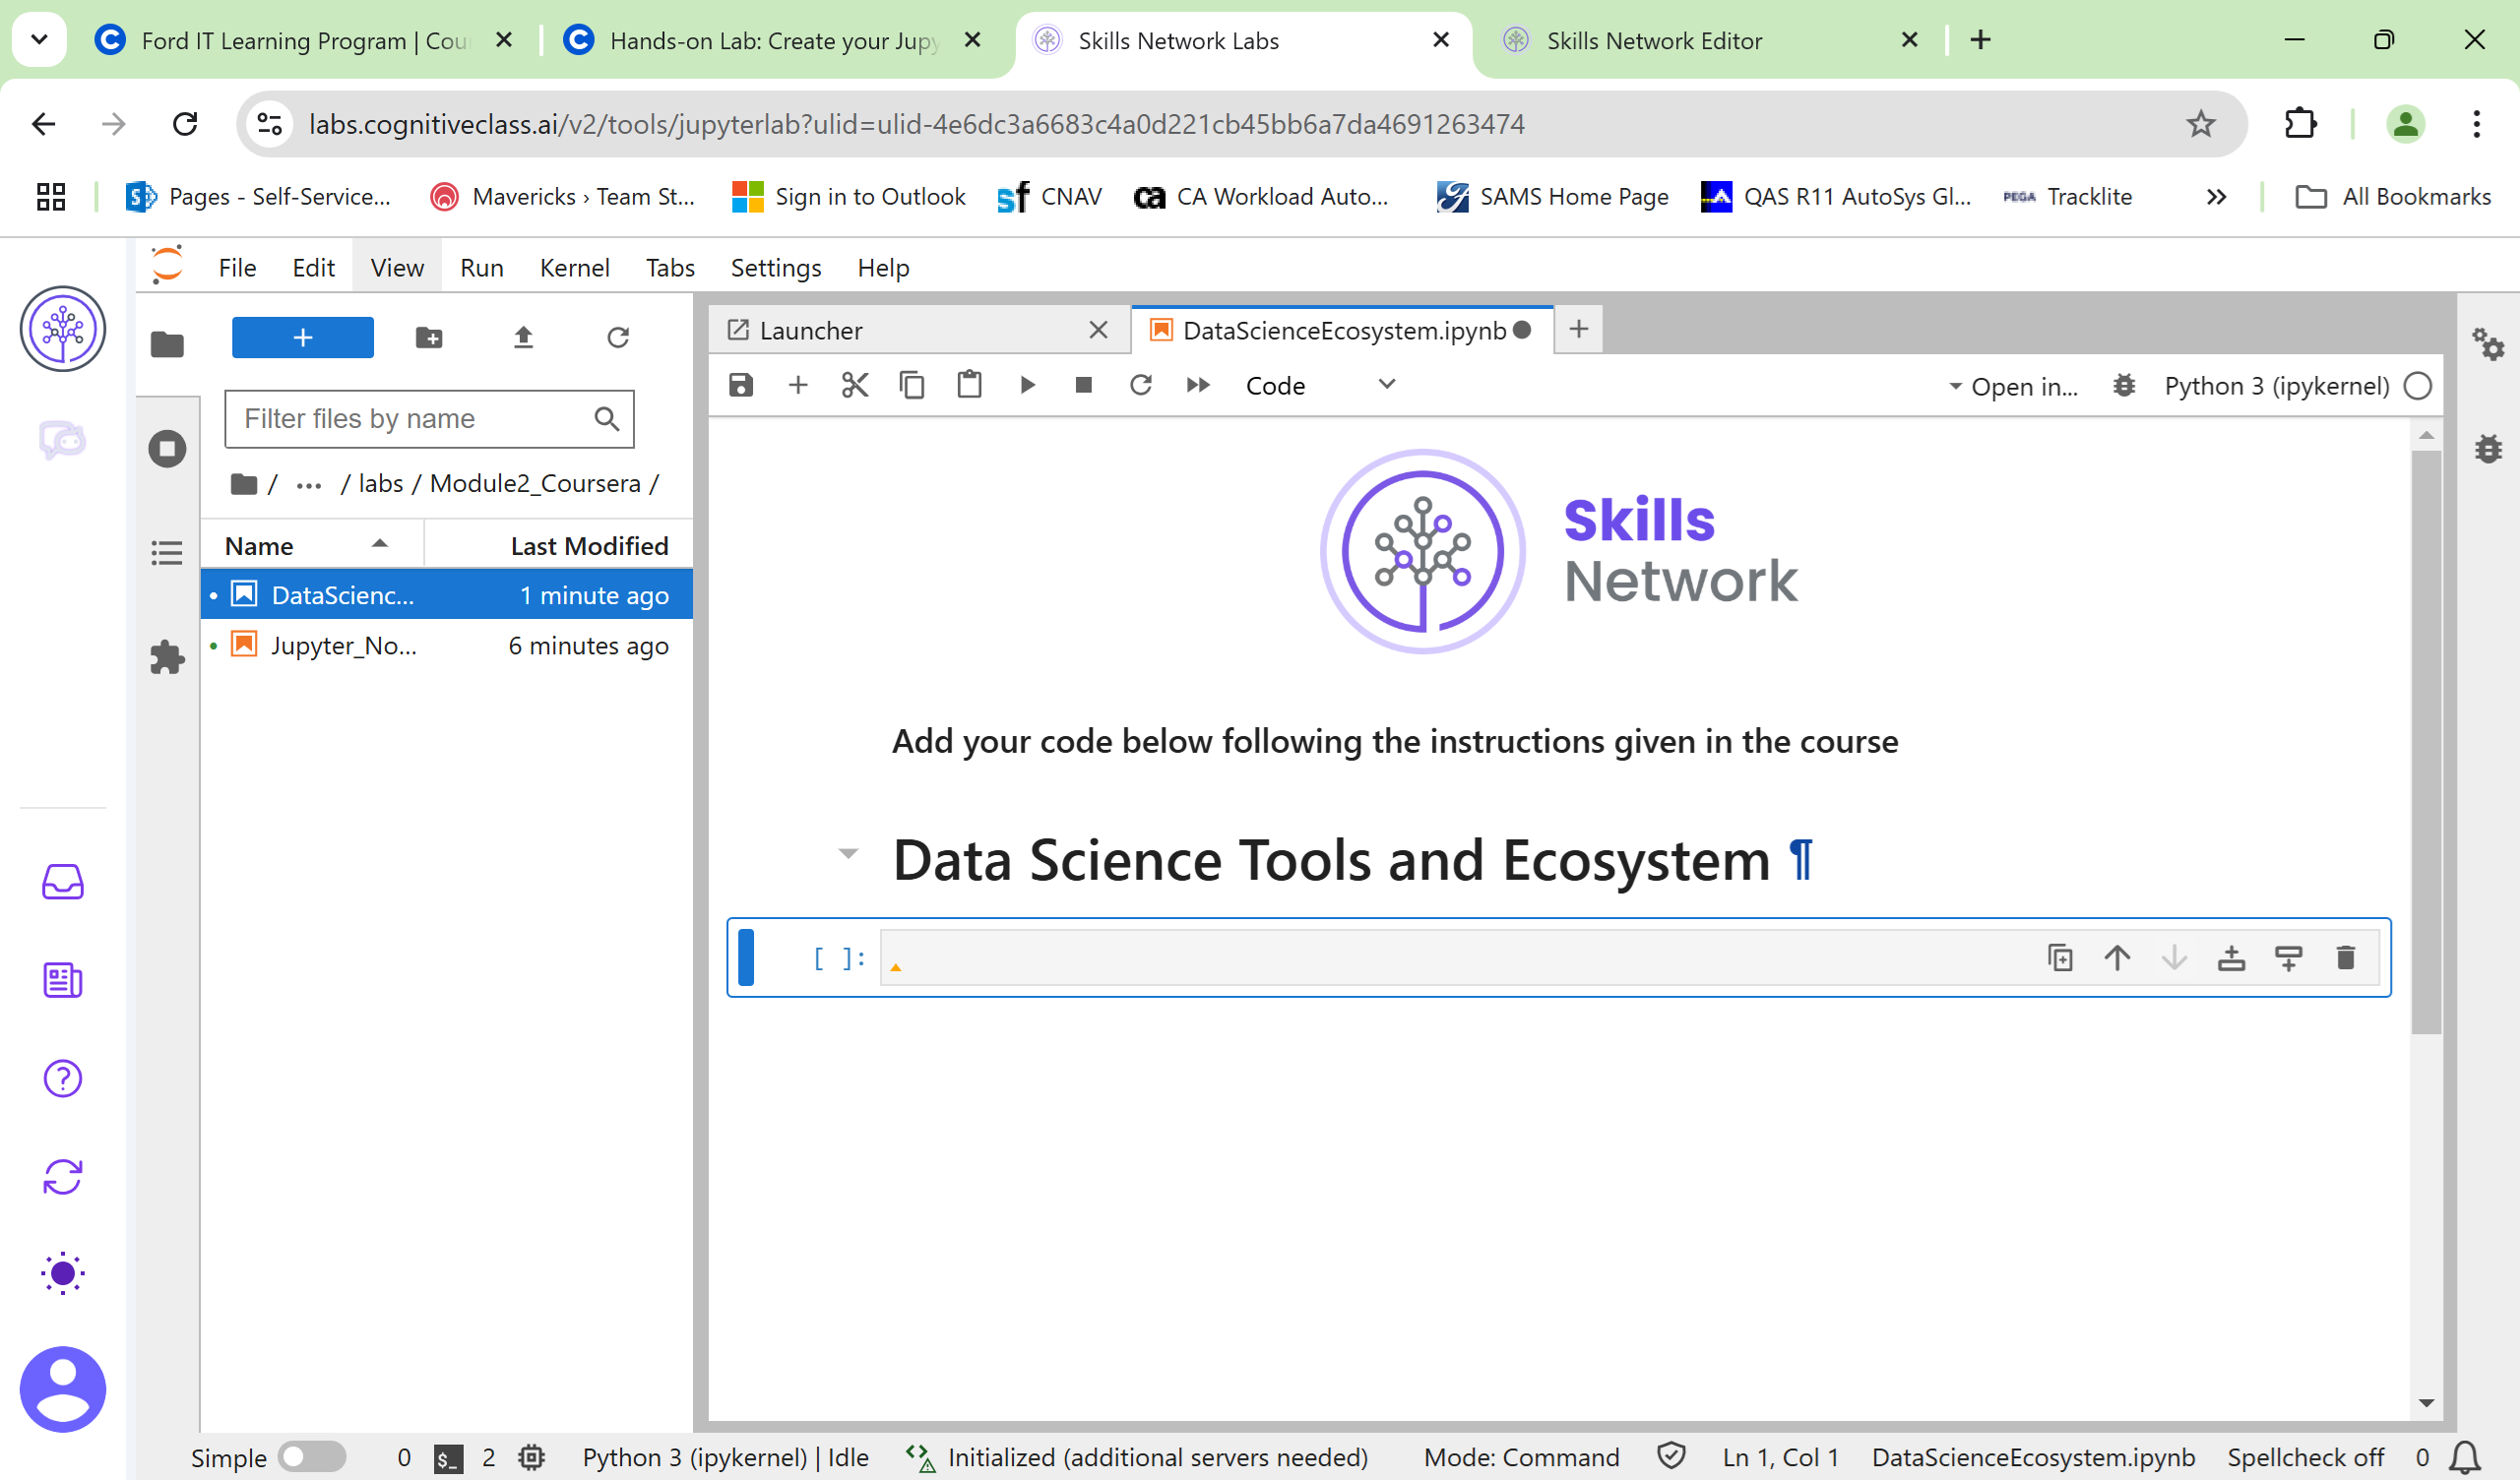 Ford IT Learning Program | Cou
Hands-on Lab: Create your Jupy
Skills Network Labs
Skills Network Editor
labs.cognitiveclass.ai/v2/tools/jupyterlab?ulid=ulid-4e6dc3a6683c4a0d221cb45bb6a7da4691263474
Pages - Self-Service...
Mavericks › Team St...
Sign in to Outlook
sf CNAV
ca CA Workload Auto...
SAMS Home Page
QAS R11 AutoSys Gl...
PEGA Tracklite
All Bookmarks
File Edit View Run Kernel Tabs Settings Help
Launcher
DataScienceEcosystem.ipynb
Filter files by name
/ ... / labs / Module2_Coursera /
Name Last Modified
DataScienc... 1 minute ago
Jupyter_No... 6 minutes ago
Code
Open in...
Python 3 (ipykernel)
Skills
Network
Add your code below following the instructions given in the course
Data Science Tools and Ecosystem ¶
[ ]:
Simple 0 $_ 2 Python 3 (ipykernel) | Idle Initialized (additional servers needed) Mode: Command Ln 1, Col 1 DataScienceEcosystem.ipynb Spellcheck off 0